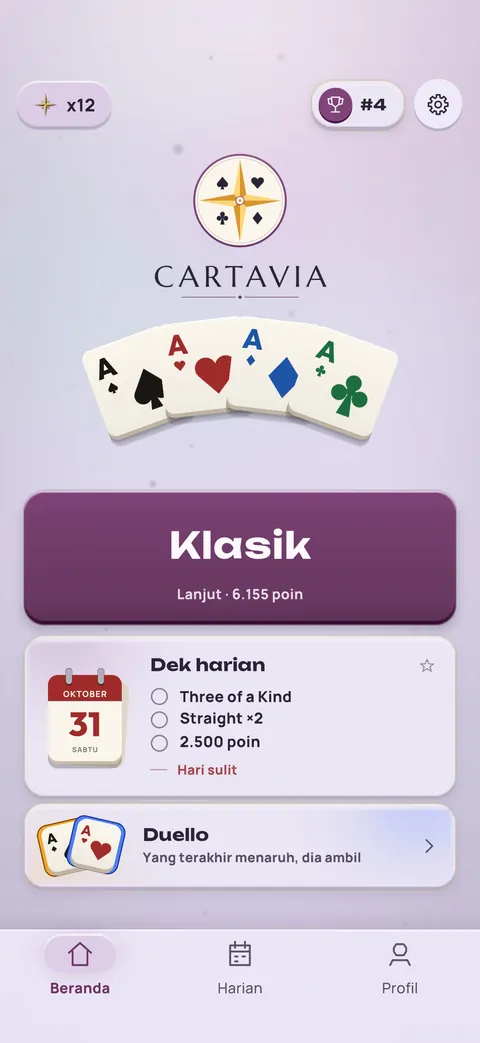 x12
#4
CARTAVIA
A
A
A
A
Klasik
Lanjut · 6.155 poin
Dek harian
OKTOBER
31
SABTU
Three of a Kind
Straight ×2
2.500 poin
— Hari sulit
A
A
Duello
Yang terakhir menaruh, dia ambil
Beranda
Harian
Profil